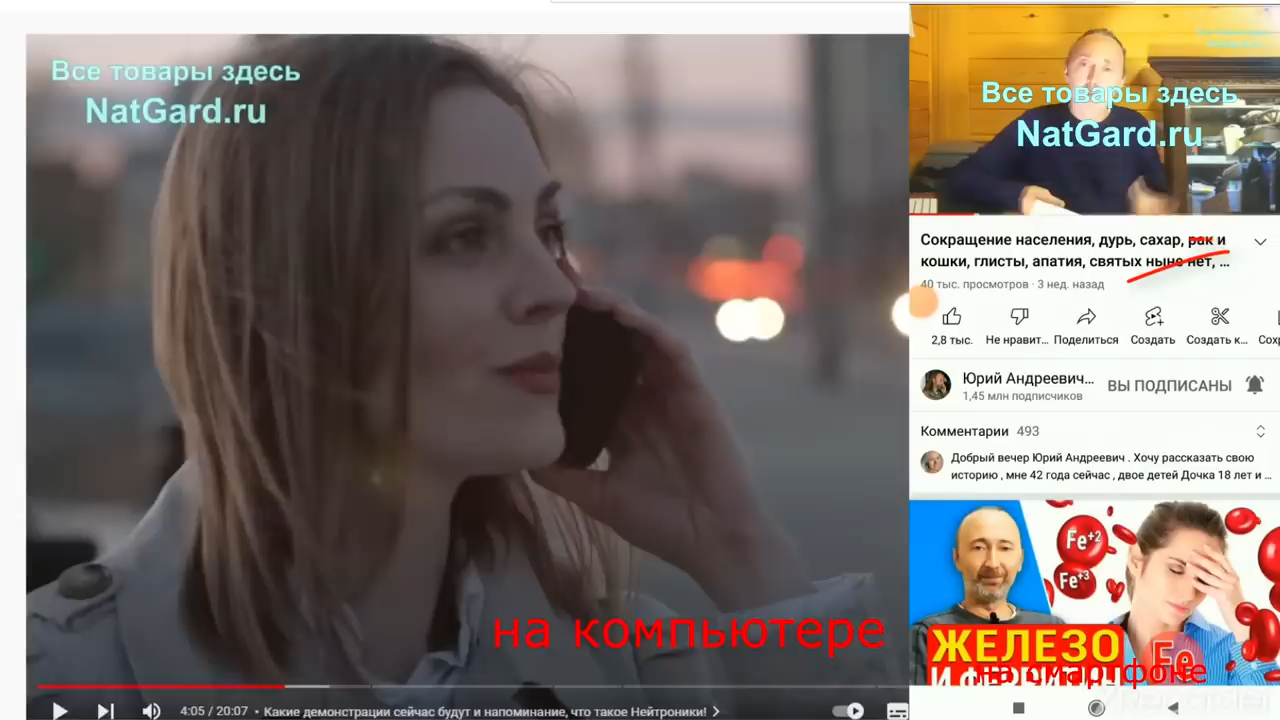 Все товары здесь
NatGard.ru
на компьютере
4:05 / 20:07 • Какие демонстрации сейчас будут и напоминание, что такое Нейтроники!
Все товары здесь
NatGard.ru
Сокращение населения, дурь, сахар, рак и
кошки, глисты, апатия, святых ныне нет, ...
40 тыс. просмотров · 3 нед. назад
2,8 тыс. Не нравит... Поделиться Создать Создать к...
Юрий Андреевич...
ВЫ ПОДПИСАНЫ
1,45 млн подписчиков
Комментарии 493
Добрый вечер Юрий Андреевич . Хочу рассказать свою
историю , мне 42 года сейчас , двое детей Дочка 18 лет и ...
Fe+2
Fe+3
ЖЕЛЕЗО
Fe